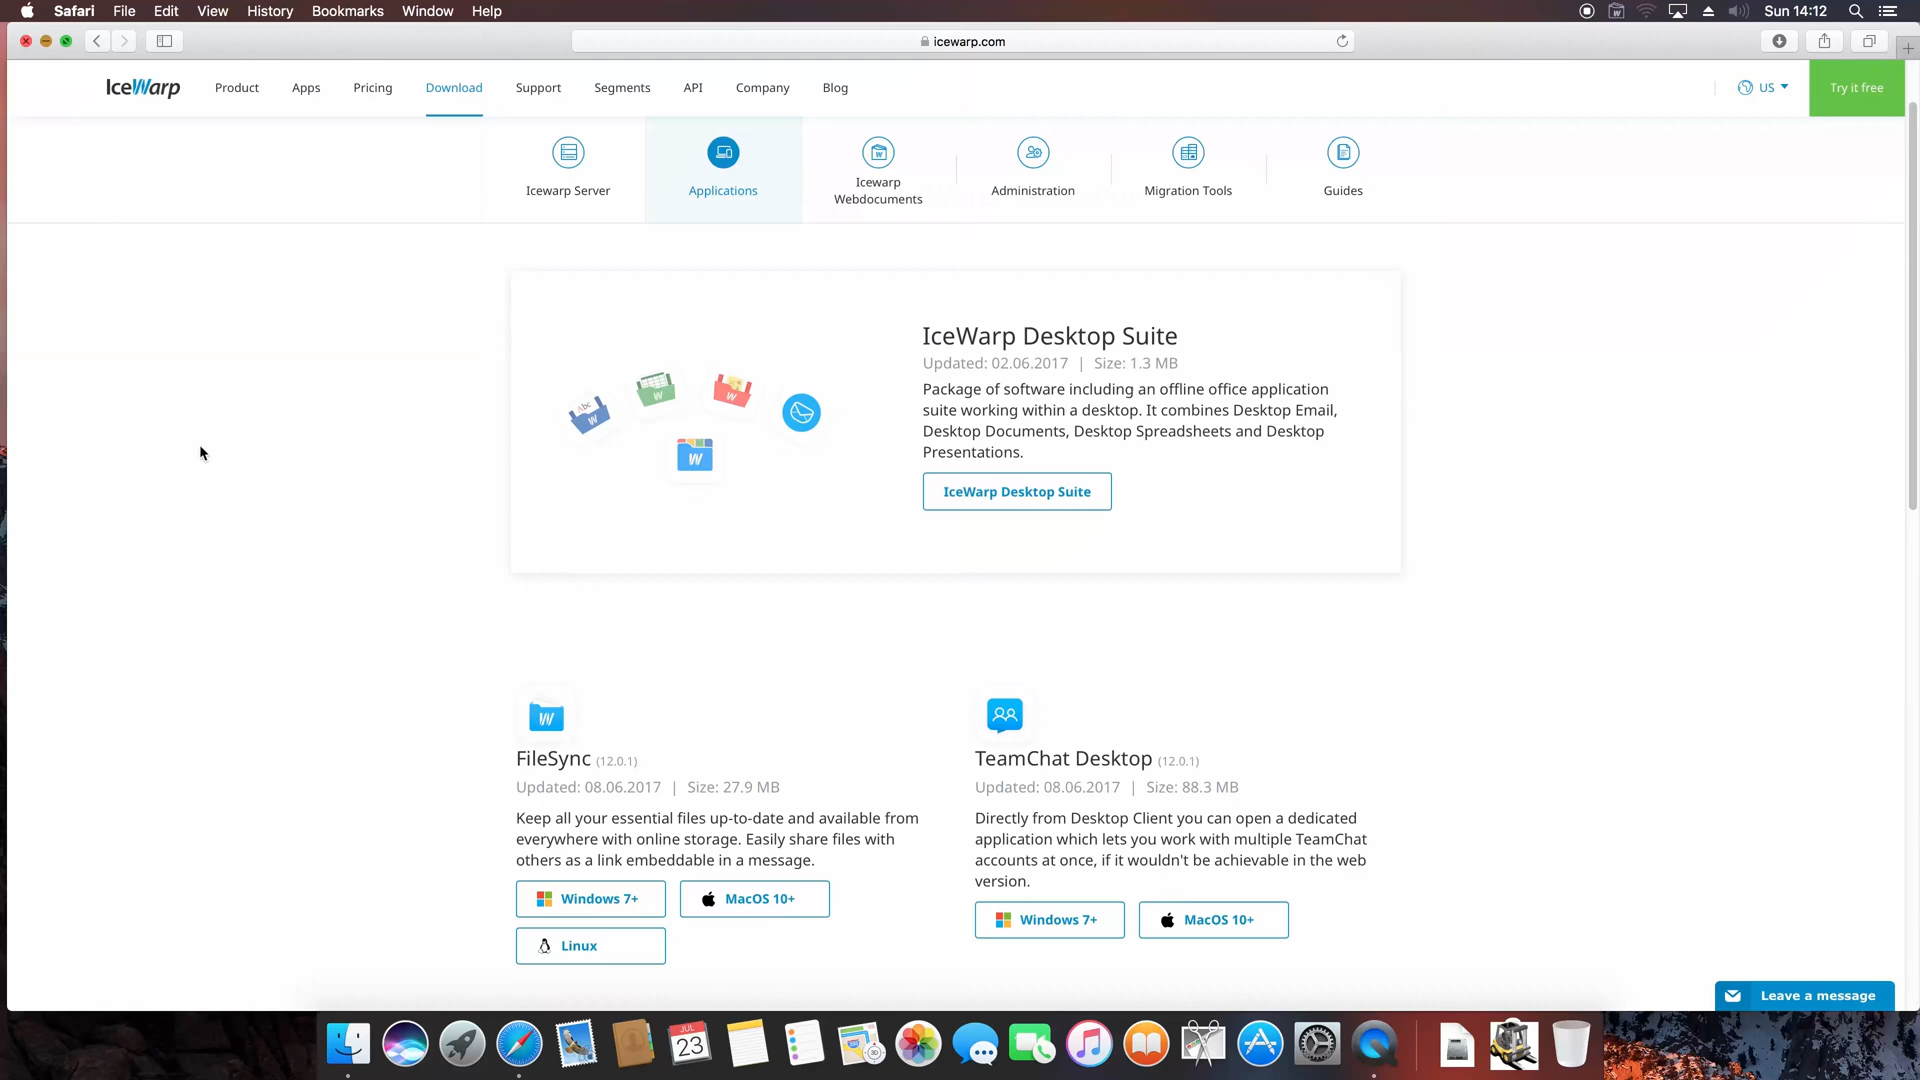 Safari File Edit View History Bookmarks Window Help Sun 14:12
icewarp.com
IceWarp Product Apps Pricing Download Support Segments API Company Blog US Try it free
Icewarp Server
Applications
Icewarp
Webdocuments
Administration
Migration Tools
Guides
IceWarp Desktop Suite
Updated: 02.06.2017 | Size: 1.3 MB
Package of software including an offline office application
suite working within a desktop. It combines Desktop Email,
Desktop Documents, Desktop Spreadsheets and Desktop
Presentations.
IceWarp Desktop Suite
FileSync (12.0.1)
Updated: 08.06.2017 | Size: 27.9 MB
Keep all your essential files up-to-date and available from
everywhere with online storage. Easily share files with
others as a link embeddable in a message.
Windows 7+ MacOS 10+
Linux
TeamChat Desktop (12.0.1)
Updated: 08.06.2017 | Size: 88.3 MB
Directly from Desktop Client you can open a dedicated
application which lets you work with multiple TeamChat
accounts at once, if it wouldn't be achievable in the web
version.
Windows 7+ MacOS 10+
Leave a message
JUL
23